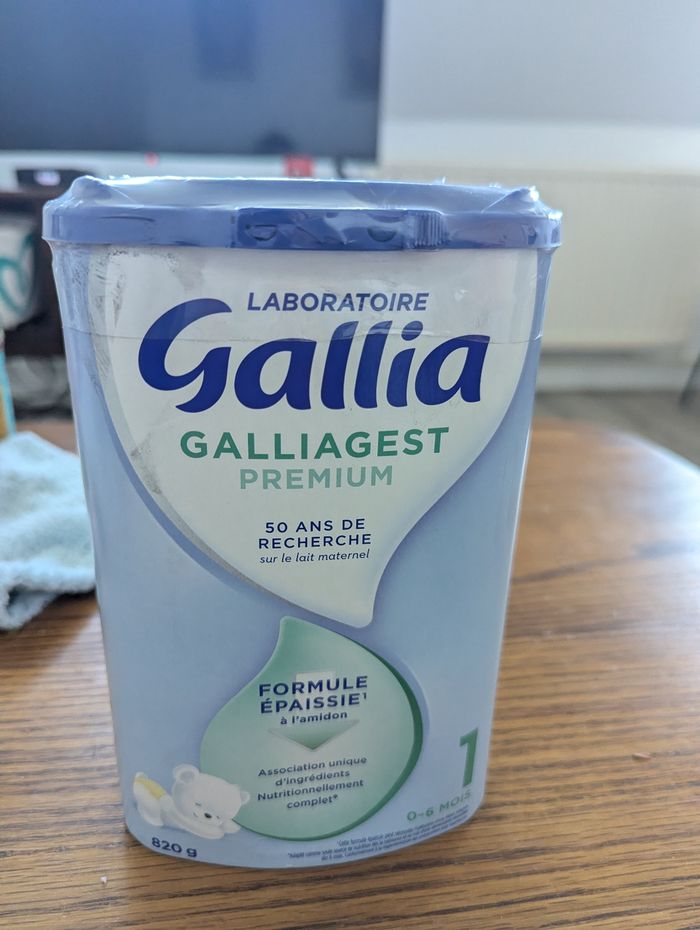 LABORATOIRE
Gallia
GALLIAGEST
PREMIUM
50 ANS DE
RECHERCHE
sur le lait maternel
FORMULE
ÉPAISSIE¹
à l'amidon
Association unique
d'ingrédients
Nutritionnellement
complet*
1
0-6 MOIS
820 g